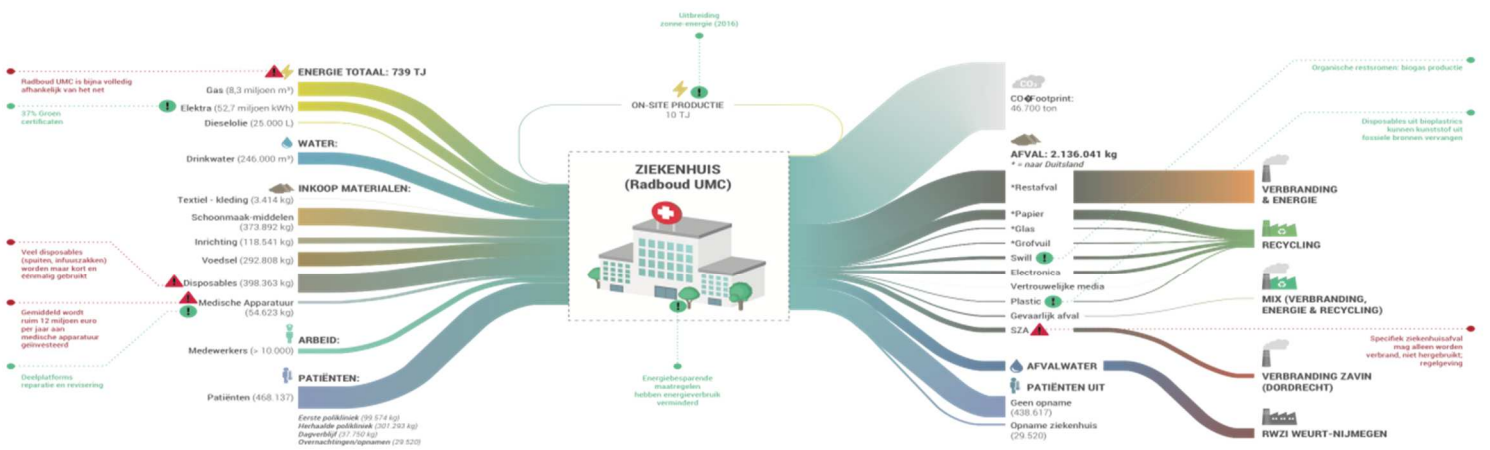 Uitbreiding
zonne-energie (2016)
ENERGIE TOTAAL: 739 TJ
Radboud UMC is bijna volledig
afhankelijk van het net
Gas (8,3 miljoen m³)
Elektra (52,7 miljoen kWh)
37% Groen
certificaten
Dieselolie (25.000 L)
WATER:
Drinkwater (246.000 m³)
INKOOP MATERIALEN:
Textiel - kleding (3.414 kg)
Schoonmaak-middelen
(373.892 kg)
Inrichting (118.541 kg)
Voedsel (292.808 kg)
Veel disposables
(spuiten, infuuszakken)
worden maar kort en
éénmalig gebruikt
Disposables (398.363 kg)
Medische Apparatuur
(54.623 kg)
Gemiddeld wordt
ruim 12 miljoen euro
per jaar aan
medische apparatuur
geïnvesteerd
ARBEID:
Medewerkers (> 10.000)
Deelplatforms
reparatie en revisering
PATIËNTEN:
Patiënten (468.137)
Eerste polikliniek (99.574 kg)
Herhaalde polikliniek (301.293 kg)
Dagverblijf (37.750 kg)
Overnachtingen/opnamen (29.520)
ON-SITE PRODUCTIE
10 TJ
ZIEKENHUIS
(Radboud UMC)
Energiebesparende
maatregelen
hebben energieverbruik
verminderd
CO₂
CO�Footprint:
46.700 ton
AFVAL: 2.136.041 kg
* = naar Duitsland
*Restafval
*Papier
*Glas
*Grofvuil
Swill
Electronica
Vertrouwelijke media
Plastic
Gevaarlijk afval
SZA
AFVALWATER
PATIËNTEN UIT
Geen opname
(438.617)
Opname ziekenhuis
(29.520)
Organische restsromen: biogas productie
Disposables uit bioplastrics
kunnen kunststof uit
fossiele bronnen vervangen
VERBRANDING
& ENERGIE
RECYCLING
MIX (VERBRANDING,
ENERGIE & RECYCLING)
Specifiek ziekenhuisafval
mag alleen worden
verbrand, niet hergebruikt;
regelgeving
VERBRANDING ZAVIN
(DORDRECHT)
RWZI WEURT-NIJMEGEN